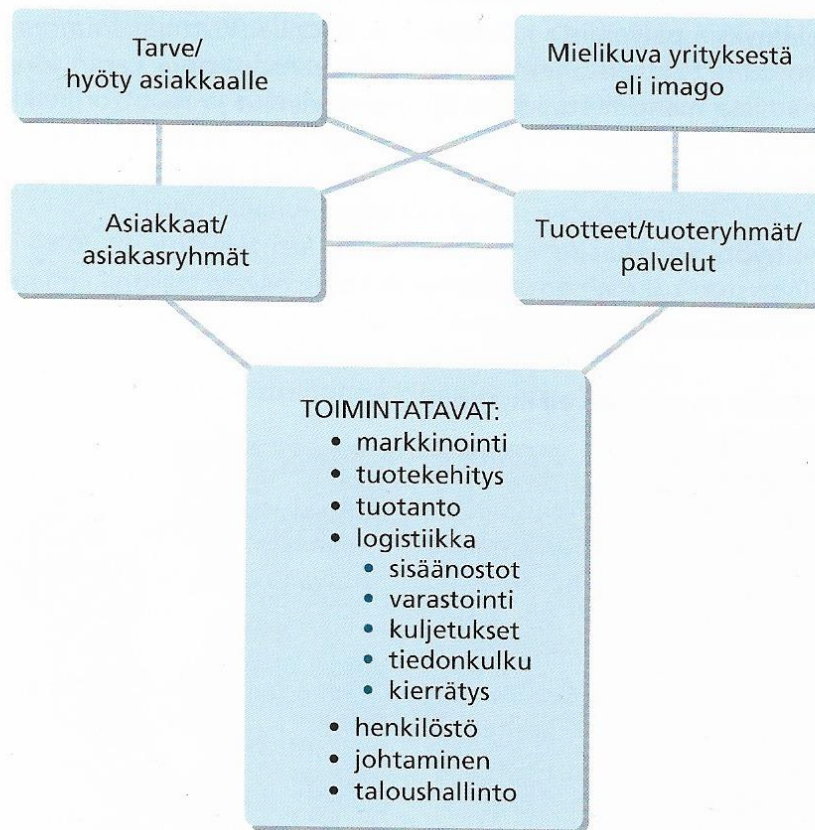 Tarve/
hyöty asiakkaalle
Mielikuva yrityksestä
eli imago
Asiakkaat/
asiakasryhmät
Tuotteet/tuoteryhmät/
palvelut
TOIMINTATAVAT:
• markkinointi
• tuotekehitys
• tuotanto
• logistiikka
• sisäänostot
• varastointi
• kuljetukset
• tiedonkulku
• kierrätys
• henkilöstö
• johtaminen
• taloushallinto